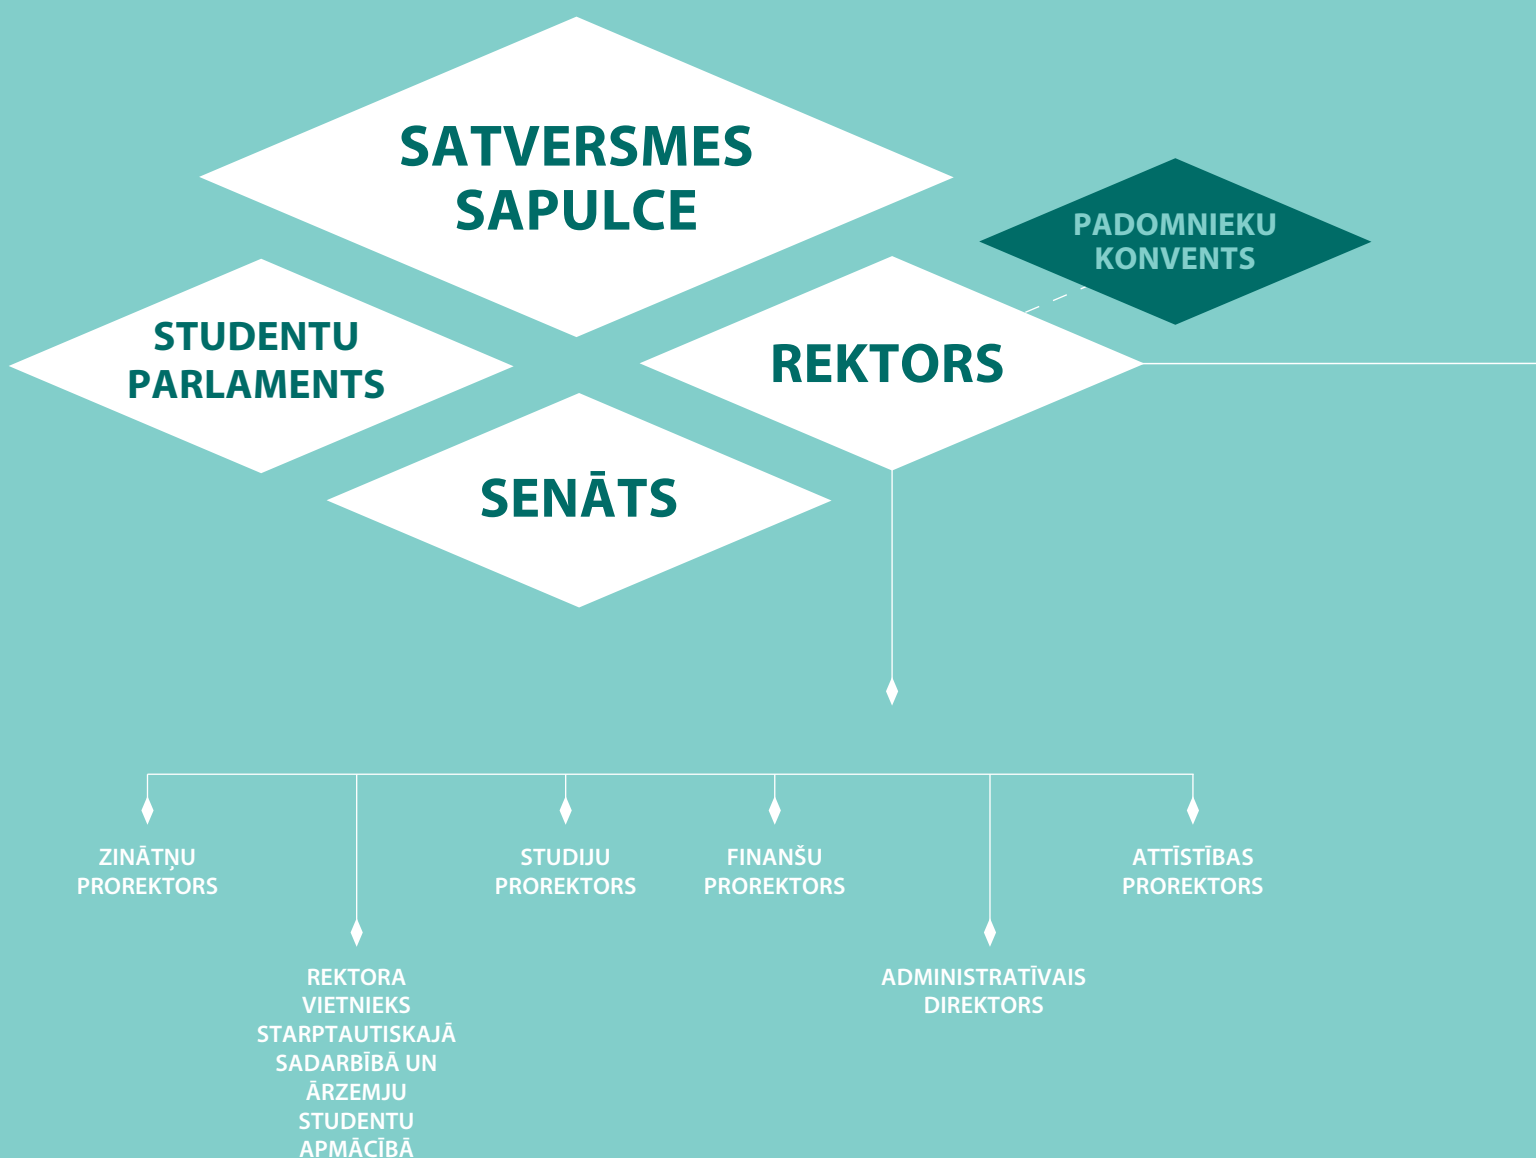 SATVERSMES
SAPULCE
PADOMNIEKU
KONVENTS
STUDENTU
PARLAMENTS
REKTORS
SENĀTS
ZINĀTŅU
PROREKTORS
STUDIJU
PROREKTORS
FINANŠU
PROREKTORS
ATTĪSTĪBAS
PROREKTORS
REKTORA
VIETNIEKS
STARPTAUTISKAJĀ
SADARBĪBĀ UN
ĀRZEMJU
STUDENTU
APMĀCĪBĀ
ADMINISTRATĪVAIS
DIREKTORS